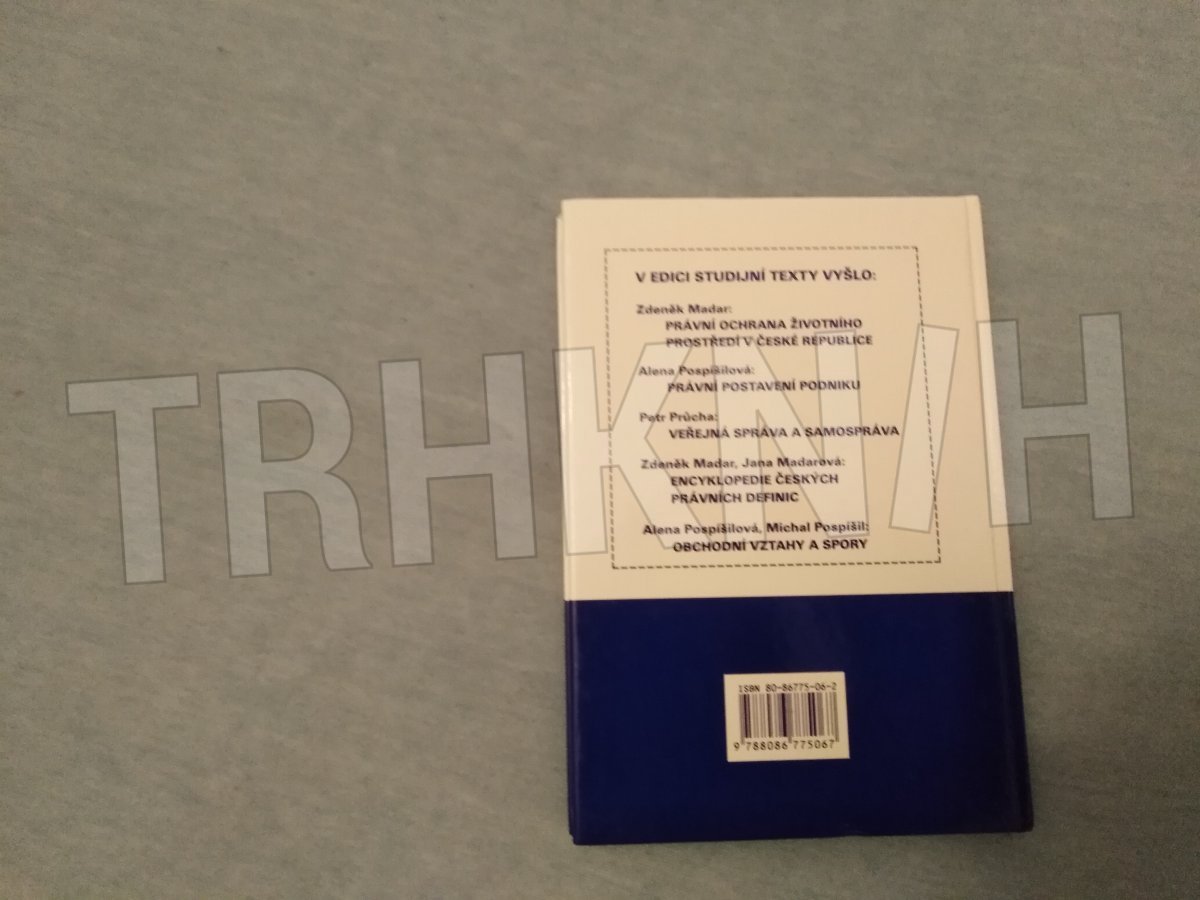 V EDICI STUDIJNÍ TEXTY VYŠLO:
Zdeněk Madar:
PRÁVNÍ OCHRANA ŽIVOTNÍHO
PROSTŘEDÍ V ČESKÉ REPUBLICE
Alena Pospíšilová:
PRÁVNÍ POSTAVENÍ PODNIKU
Petr Průcha:
VEŘEJNÁ SPRÁVA A SAMOSPRÁVA
Zdeněk Madar, Jana Madarová:
ENCYKLOPEDIE ČESKÝCH
PRÁVNÍCH DEFINIC
Alena Pospíšilová, Michal Pospíšil:
OBCHODNÍ VZTAHY A SPORY
TRHKNIH
ISBN 80-86775-06-2
9 788086 775067